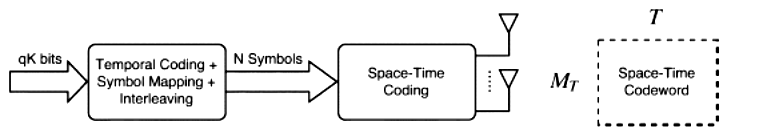 T
qK bits
Temporal Coding +
Symbol Mapping +
Interleaving
N Symbols
Space-Time
Coding
M_T
Space-Time
Codeword